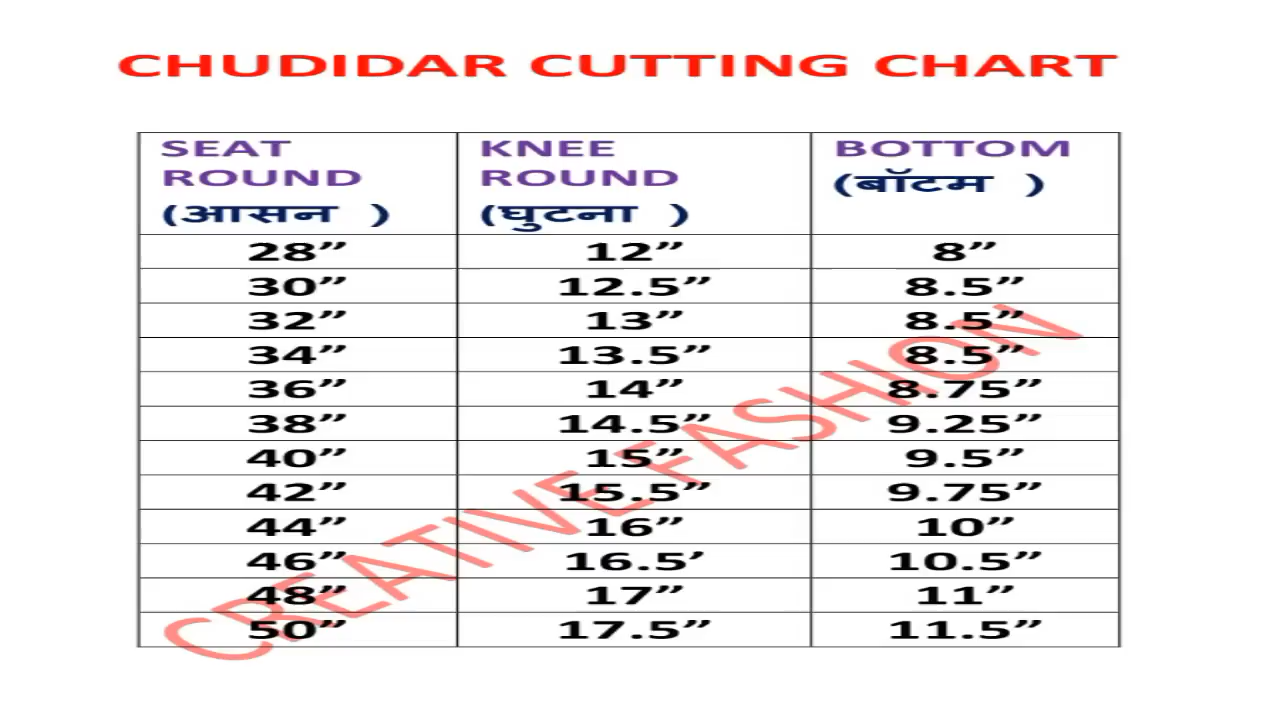 CHUDIDAR CUTTING CHART
SEAT ROUND (आसन ) KNEE ROUND (घुटना ) BOTTOM (बॉटम )
28” 12” 8”
30” 12.5” 8.5”
32” 13” 8.5”
34” 13.5” 8.5”
36” 14” 8.75”
38” 14.5” 9.25”
40” 15” 9.5”
42” 15.5” 9.75”
44” 16” 10”
46” 16.5’ 10.5”
48” 17” 11”
50” 17.5” 11.5”
CREATIVE FASHION